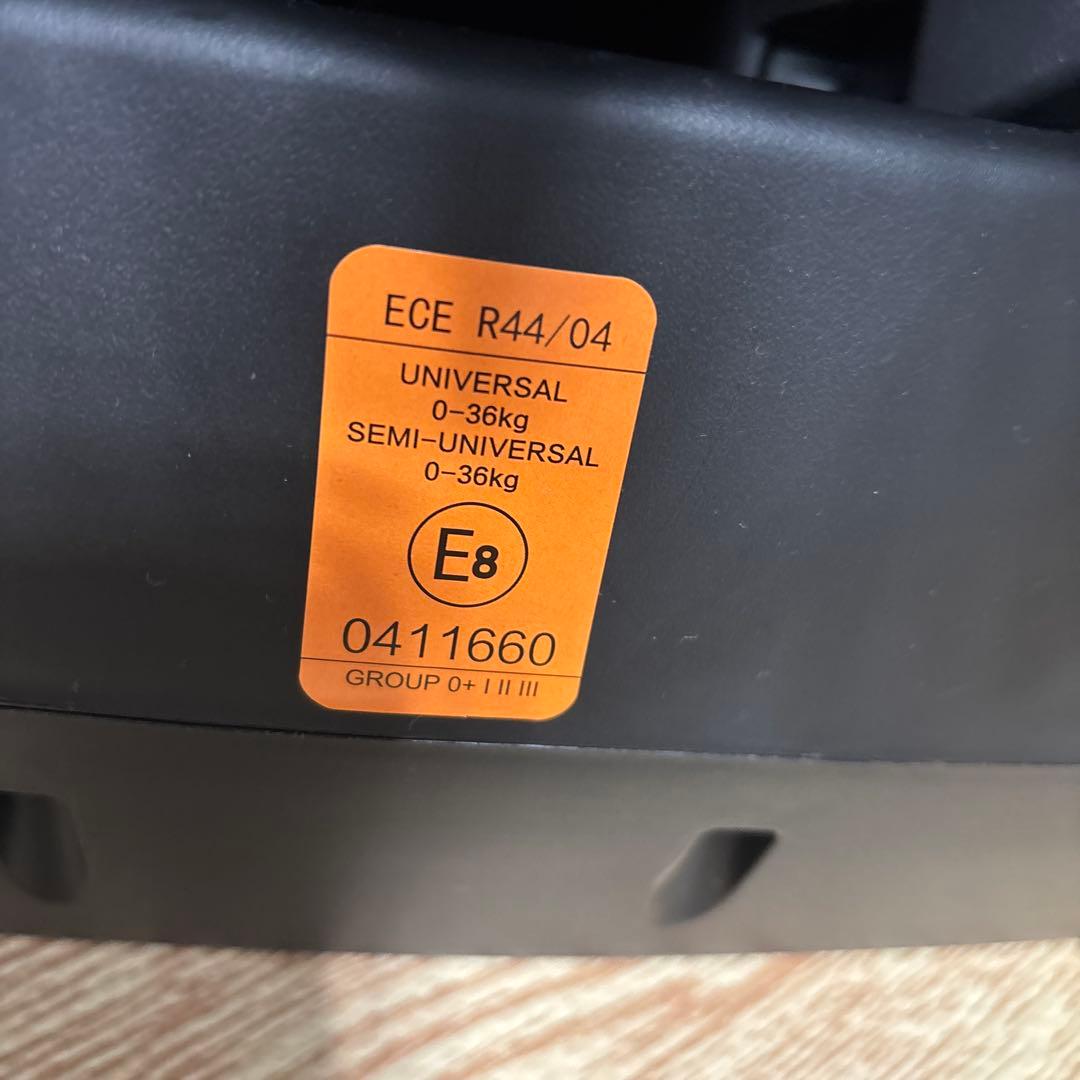 ECE R44/04
UNIVERSAL
0-36kg
SEMI-UNIVERSAL
0-36kg
E8
0411660
GROUP 0+ I II III